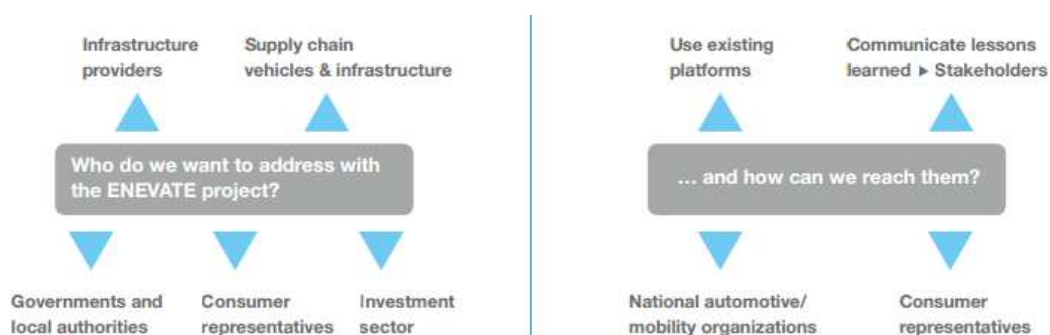 Infrastructure
providers
Supply chain
vehicles & infrastructure
Who do we want to address with
the ENEVATE project?
Governments and
local authorities
Consumer
representatives
Investment
sector
Use existing
platforms
Communicate lessons
learned ▶ Stakeholders
... and how can we reach them?
National automotive/
mobility organizations
Consumer
representatives